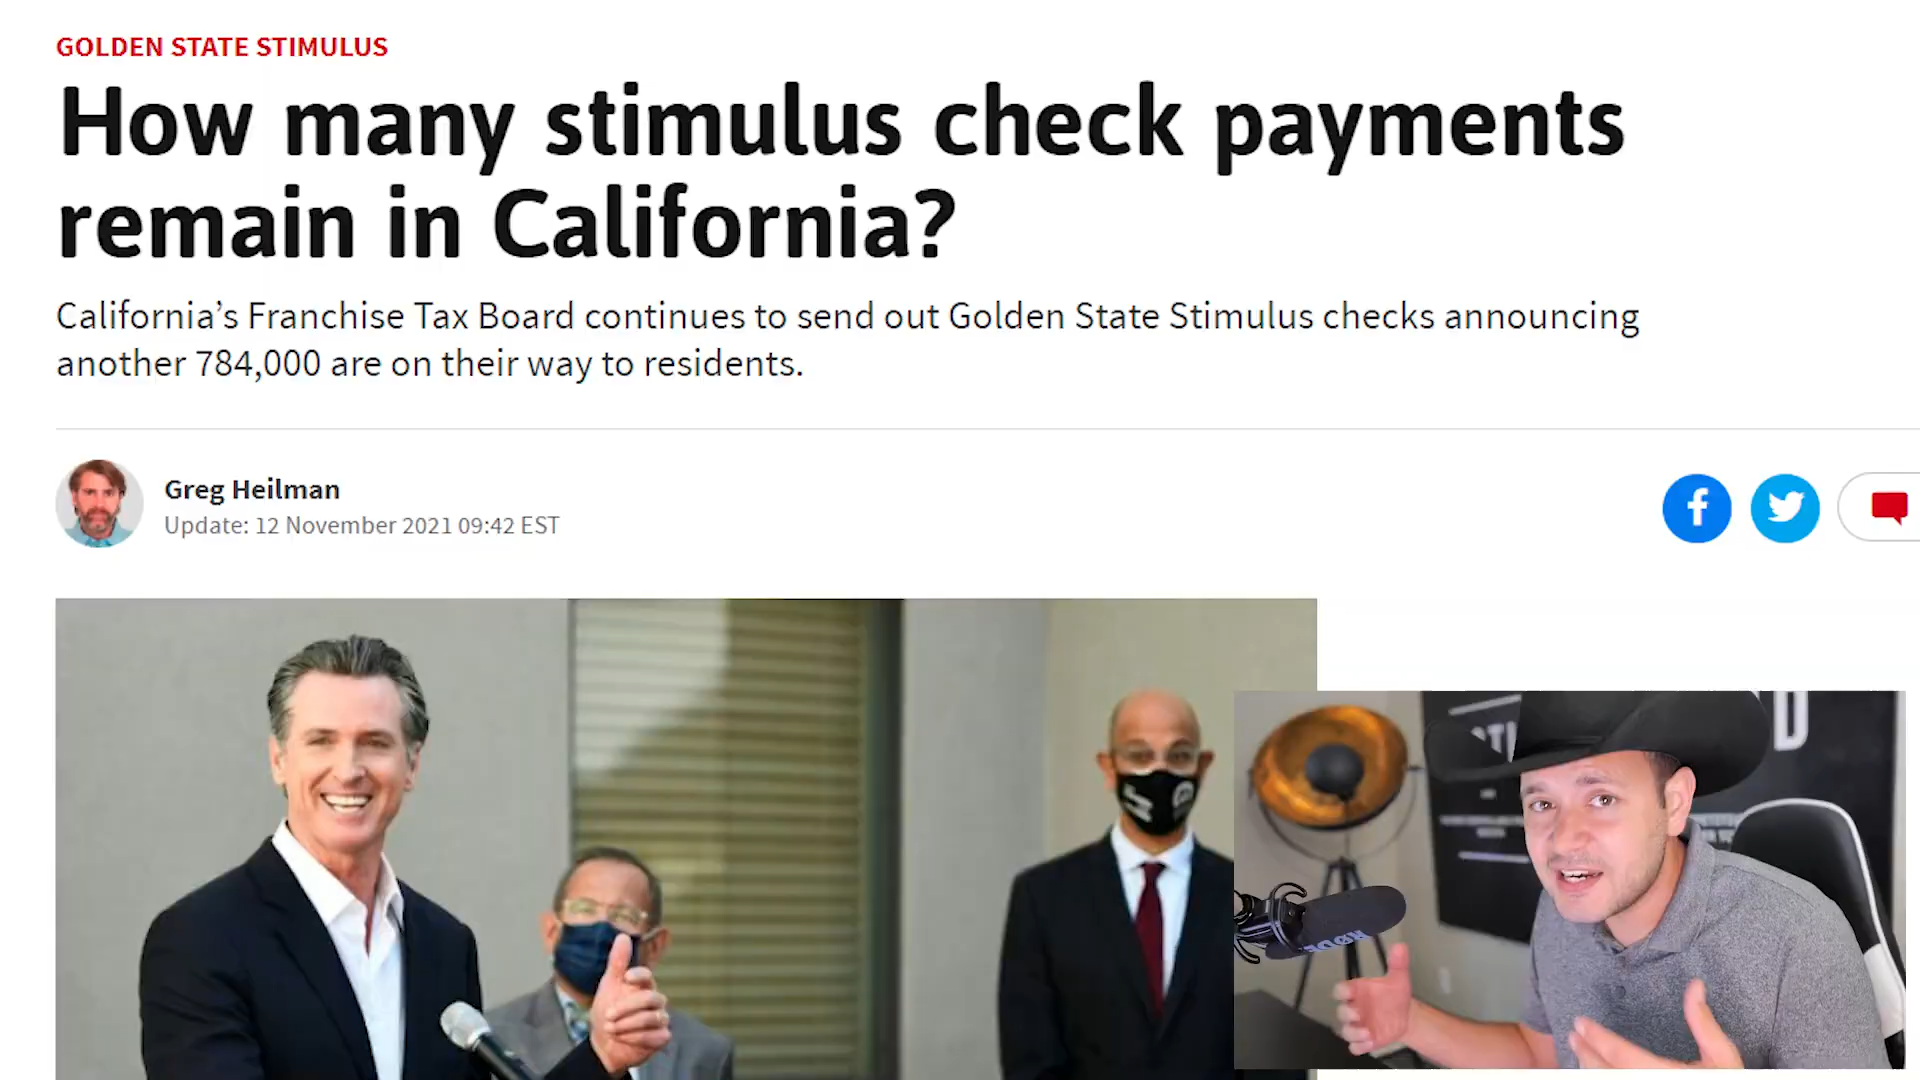 GOLDEN STATE STIMULUS
How many stimulus check payments
remain in California?
California’s Franchise Tax Board continues to send out Golden State Stimulus checks announcing
another 784,000 are on their way to residents.
Greg Heilman
Update: 12 November 2021 09:42 EST
RODE